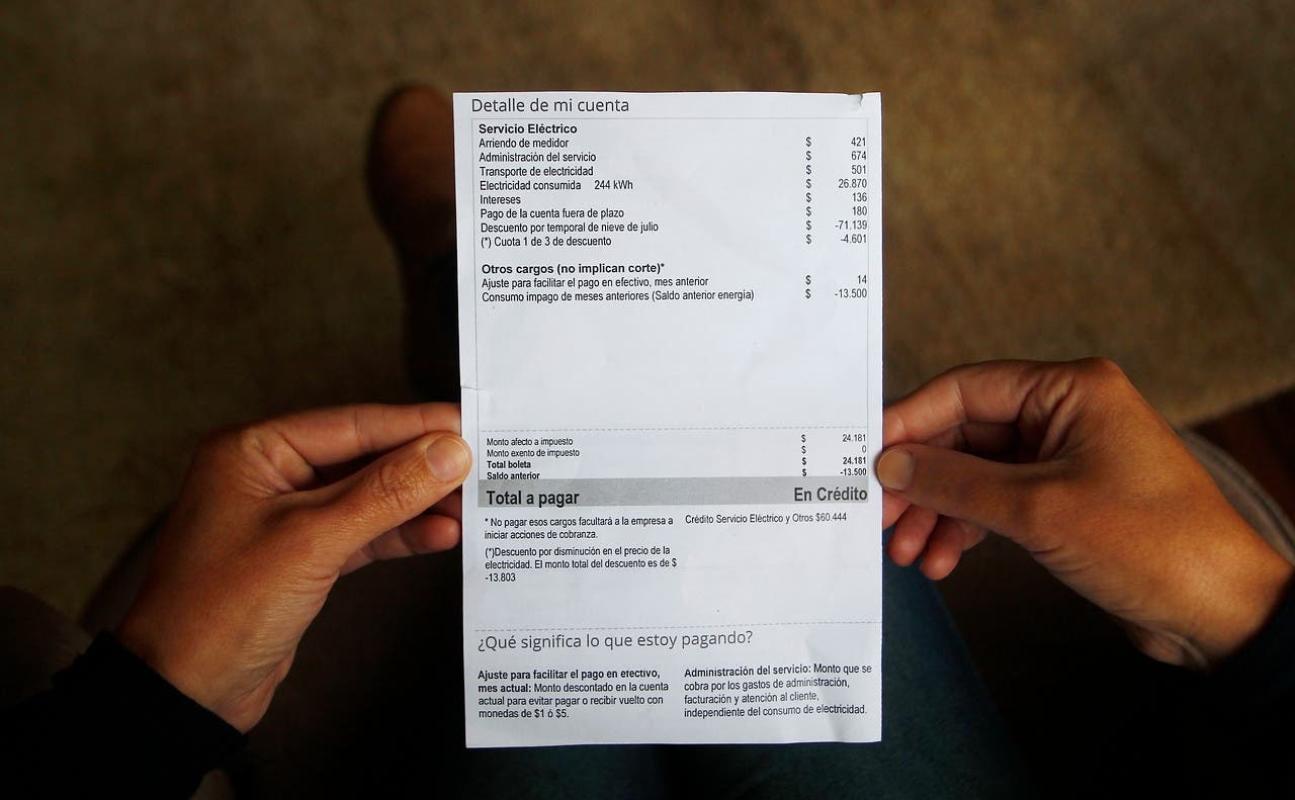 Detalle de mi cuenta
Servicio Eléctrico
Arriendo de medidor $ 421
Administración del servicio $ 674
Transporte de electricidad $ 501
Electricidad consumida 244 kWh $ 26.870
Intereses $ 136
Pago de la cuenta fuera de plazo $ 180
Descuento por temporal de nieve de julio $ -71.139
(*) Cuota 1 de 3 de descuento $ -4.601
Otros cargos (no implican corte)*
Ajuste para facilitar el pago en efectivo, mes anterior $ 14
Consumo impago de meses anteriores (Saldo anterior energía) $ -13.500
Monto afecto a impuesto $ 24.181
Monto exento de impuesto $ 0
Total boleta $ 24.181
Saldo anterior $ -13.500
Total a pagar En Crédito
* No pagar esos cargos facultará a la empresa a
iniciar acciones de cobranza.
(*)Descuento por disminución en el precio de la
electricidad. El monto total del descuento es de $
-13.803
Crédito Servicio Eléctrico y Otros $60.444
¿Qué significa lo que estoy pagando?
Ajuste para facilitar el pago en efectivo,
mes actual: Monto descontado en la cuenta
actual para evitar pagar o recibir vuelto con
monedas de $1 ó $5.
Administración del servicio: Monto que se
cobra por los gastos de administración,
facturación y atención al cliente,
independiente del consumo de electricidad.